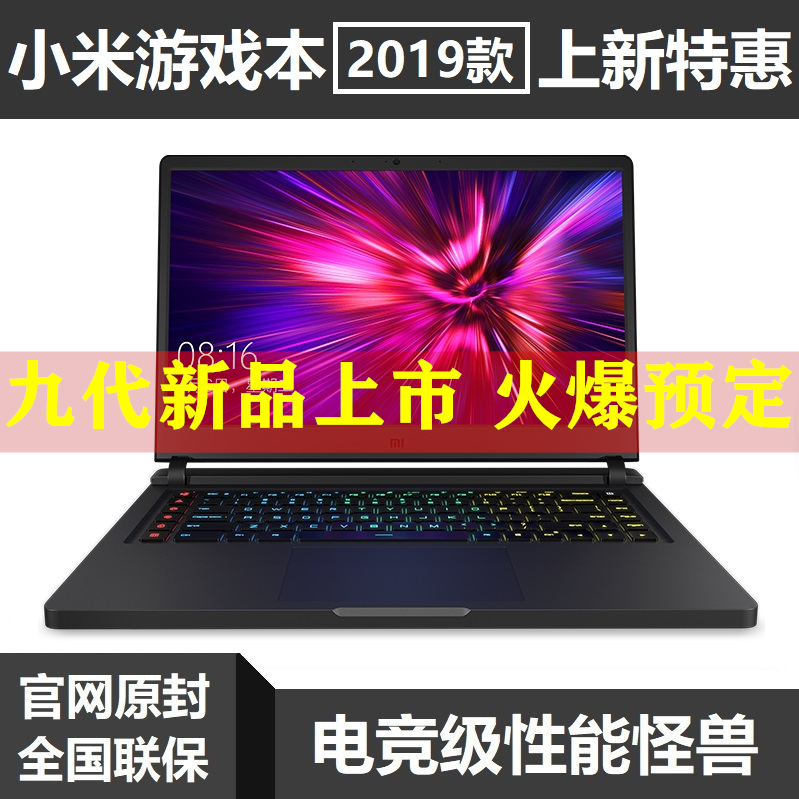 小米游戏本 2019款 上新特惠
08:16
九代新品上市 火爆预定
mi
官网原封
全国联保
电竞级性能怪兽